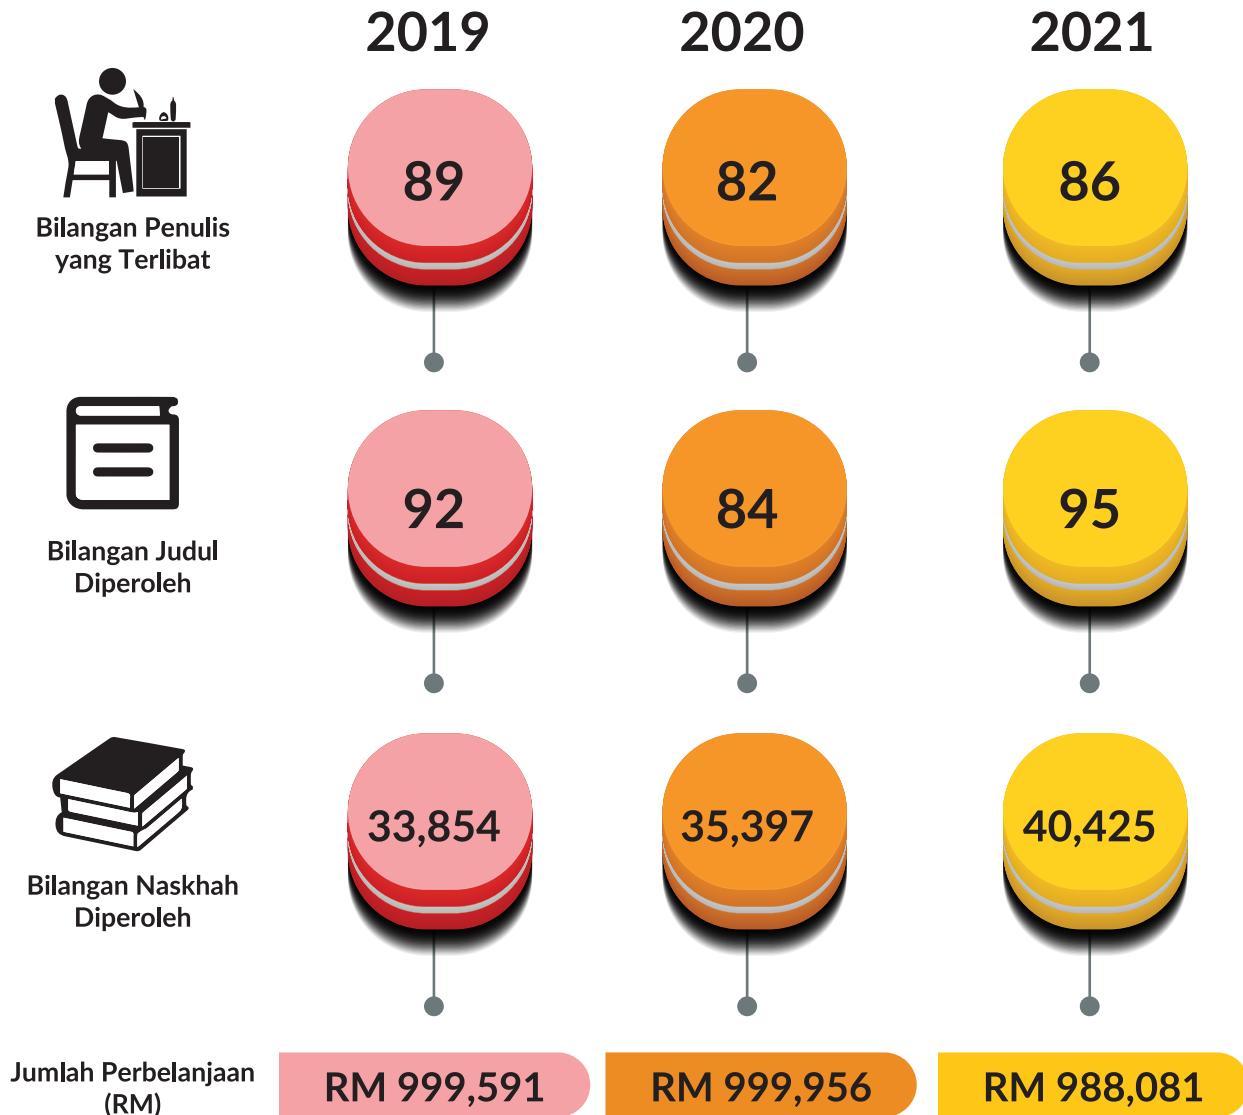 2019 2020 2021
89 82 86
Bilangan Penulis
yang Terlibat
92 84 95
Bilangan Judul
Diperoleh
33,854 35,397 40,425
Bilangan Naskhah
Diperoleh
Jumlah Perbelanjaan
(RM)
RM 999,591 RM 999,956 RM 988,081